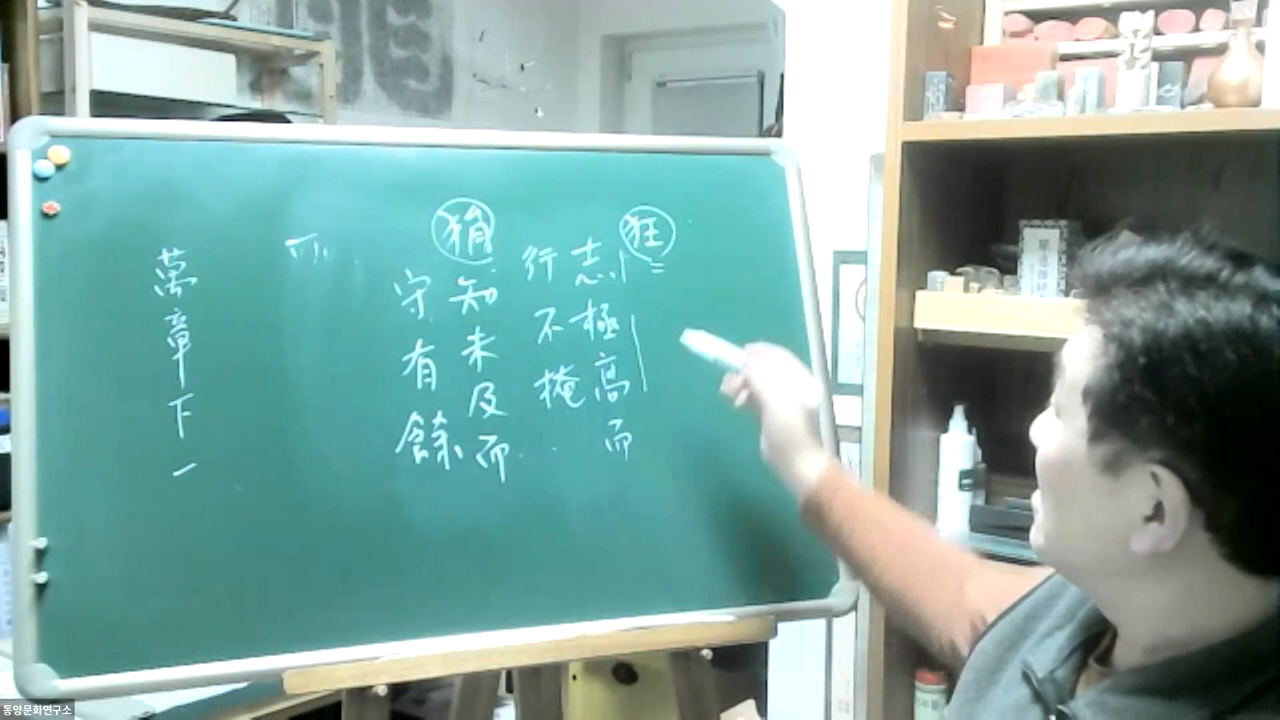 狂
志極高而
行不掩
狷
知未及而
守有餘
萬章下一
동양문화연구소